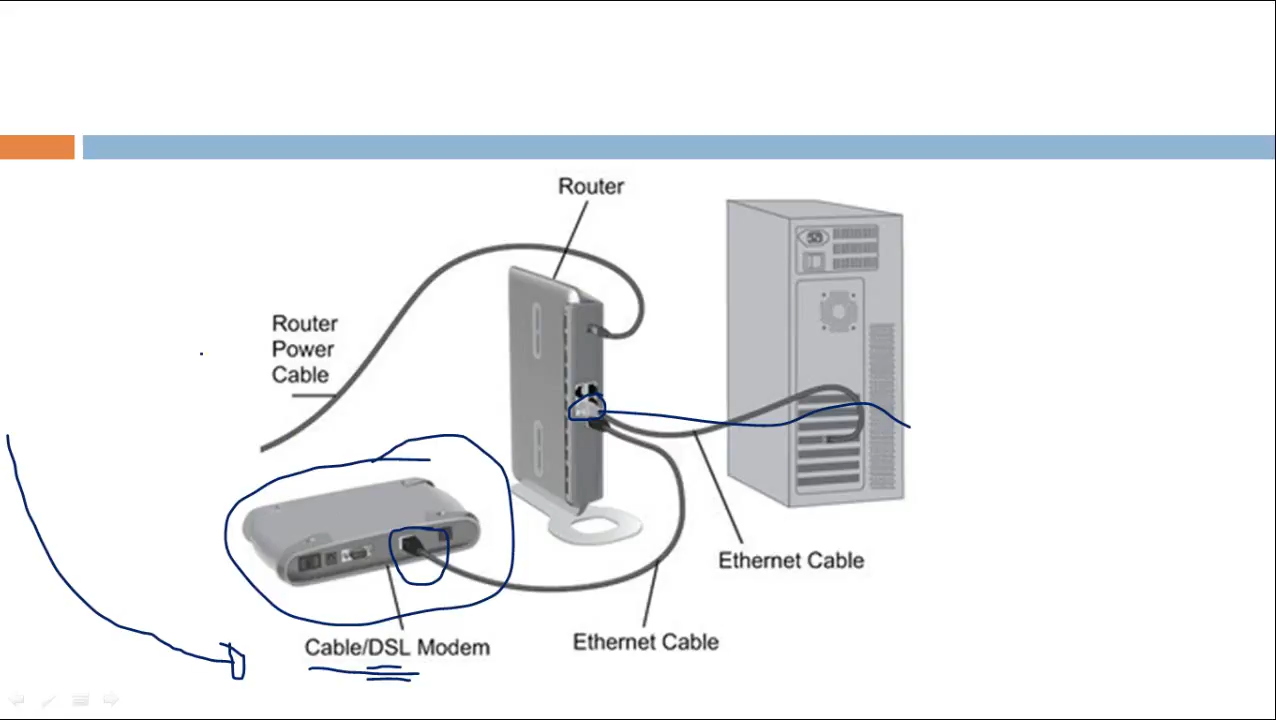 Router
Router
Power
Cable
Ethernet Cable
Ethernet Cable
Cable/DSL Modem